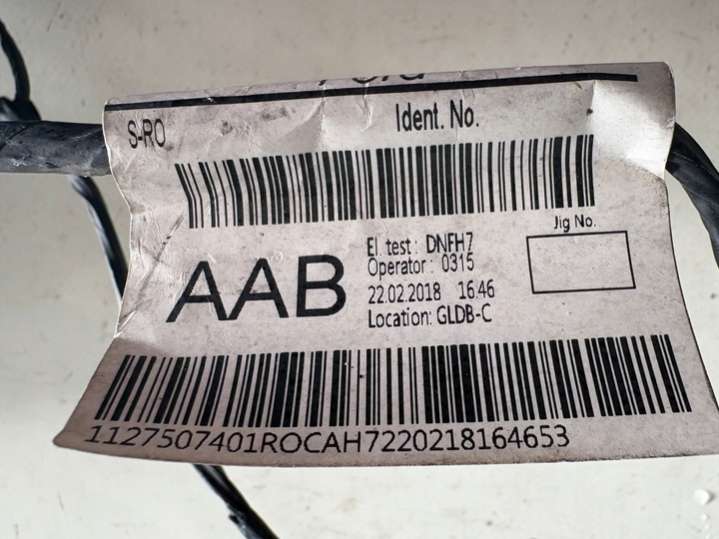 Ford
S-RO
Ident. No.
Jig No.
AAB
El. test : DNFH7
Operator : 0315
22.02.2018 16:46
Location: GLDB-C
1127507401ROCAH7220218164653